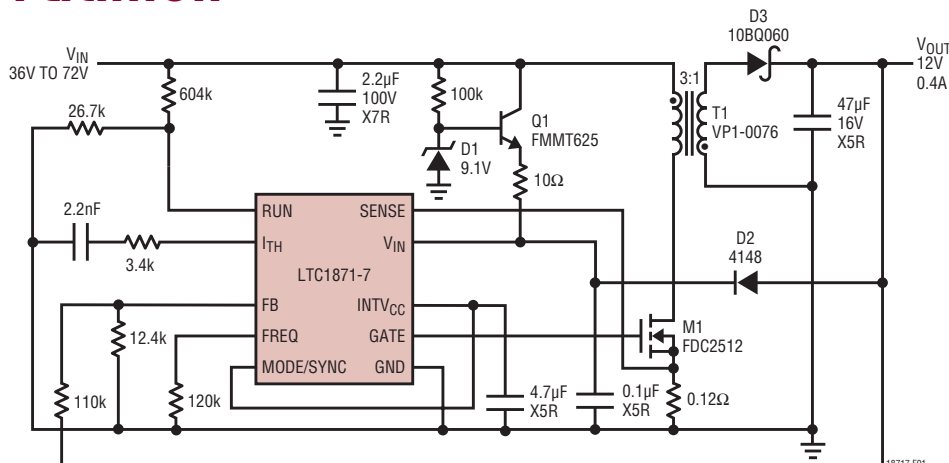 V_IN
36V TO 72V
604k
26.7k
2.2µF
100V
X7R
100k
Q1
FMMT625
D1
9.1V
10Ω
3:1
T1
VP1-0076
D3
10BQ060
V_OUT
12V
0.4A
47µF
16V
X5R
2.2nF
3.4k
RUN
I_TH
FB
FREQ
MODE/SYNC
LTC1871-7
SENSE
V_IN
INTV_CC
GATE
GND
D2
4148
M1
FDC2512
12.4k
110k
120k
4.7µF
X5R
0.1µF
X5R
0.12Ω
18717 F01